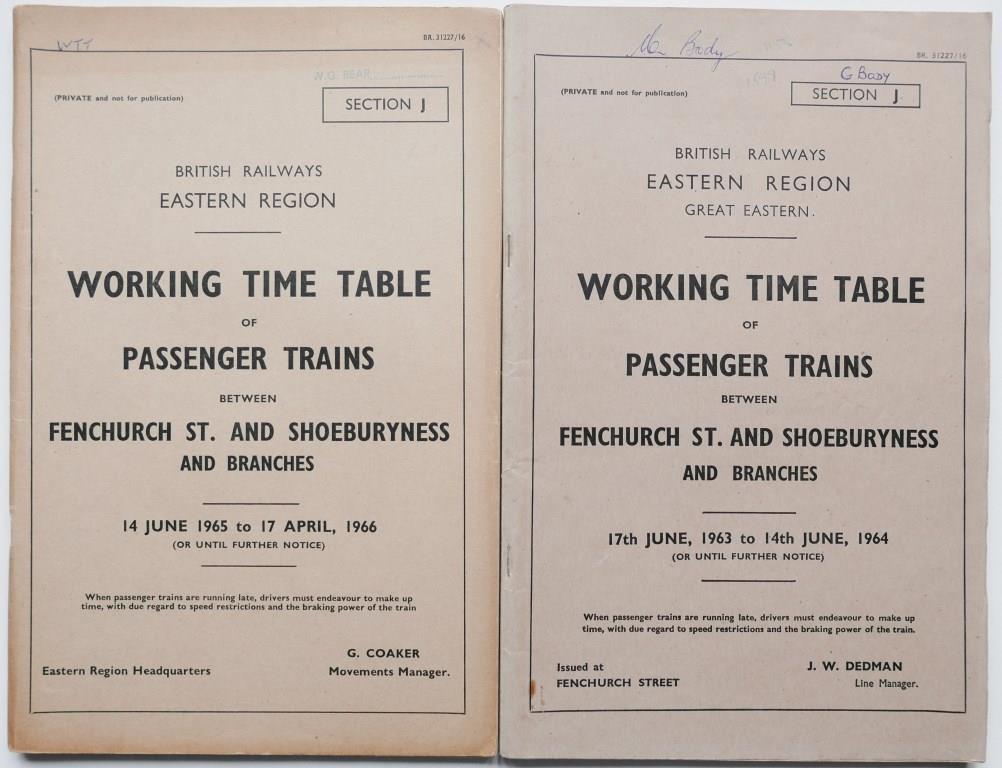 WTT
BR. 31227/16
W.G. BEAR
(PRIVATE and not for publication)
SECTION J
BRITISH RAILWAYS
EASTERN REGION
WORKING TIME TABLE
OF
PASSENGER TRAINS
BETWEEN
FENCHURCH ST. AND SHOEBURYNESS
AND BRANCHES
14 JUNE 1965 to 17 APRIL, 1966
(OR UNTIL FURTHER NOTICE)
When passenger trains are running late, drivers must endeavour to make up
time, with due regard to speed restrictions and the braking power of the train
G. COAKER
Eastern Region Headquarters Movements Manager.
Mr Body
BR. 31227/16
G Body
(PRIVATE and not for publication)
SECTION J.
BRITISH RAILWAYS
EASTERN REGION
GREAT EASTERN.
WORKING TIME TABLE
OF
PASSENGER TRAINS
BETWEEN
FENCHURCH ST. AND SHOEBURYNESS
AND BRANCHES
17th JUNE, 1963 to 14th JUNE, 1964
(OR UNTIL FURTHER NOTICE)
When passenger trains are running late, drivers must endeavour to make up
time, with due regard to speed restrictions and the braking power of the train.
Issued at J. W. DEDMAN
FENCHURCH STREET Line Manager.